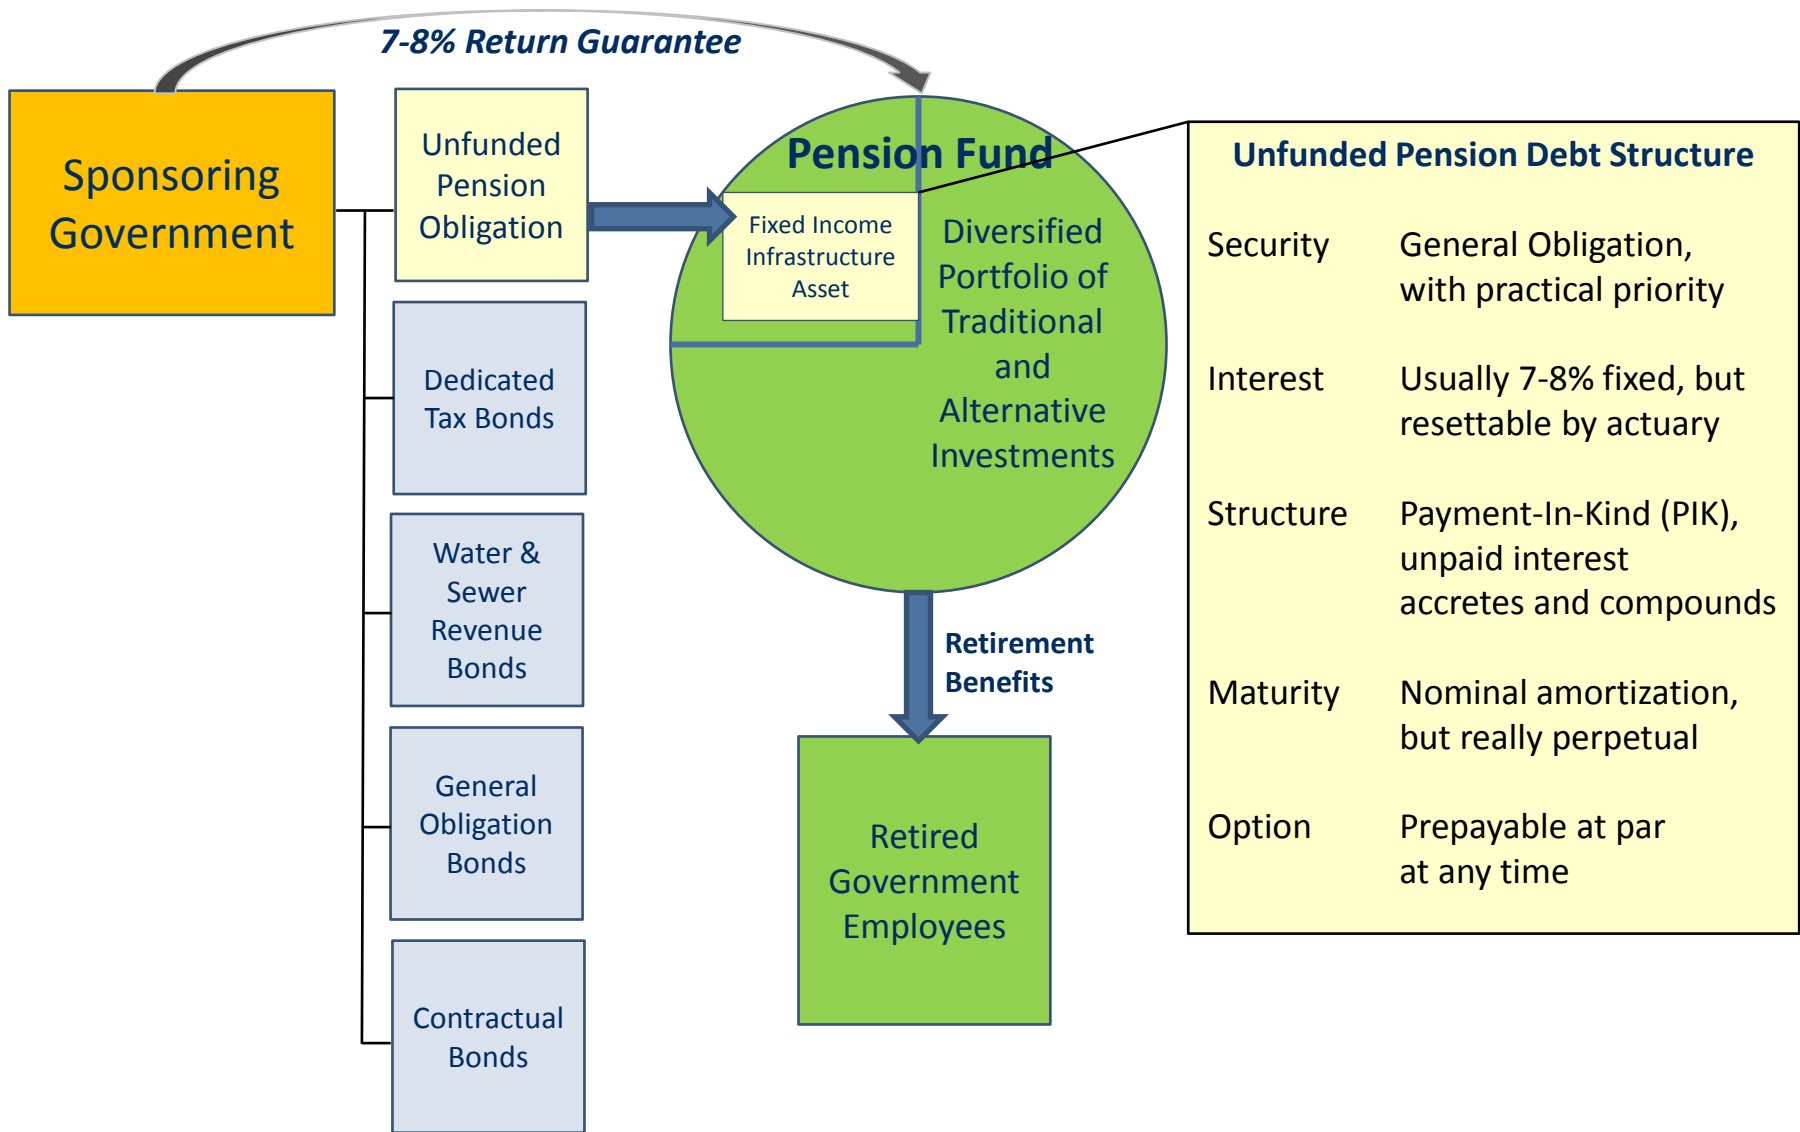 7-8% Return Guarantee
Sponsoring
Government
Unfunded
Pension
Obligation
Dedicated
Tax Bonds
Water &
Sewer
Revenue
Bonds
General
Obligation
Bonds
Contractual
Bonds
Pension Fund
Fixed Income
Infrastructure
Asset
Diversified
Portfolio of
Traditional
and
Alternative
Investments
Retirement
Benefits
Retired
Government
Employees
Unfunded Pension Debt Structure
Security General Obligation,
with practical priority
Interest Usually 7-8% fixed, but
resettable by actuary
Structure Payment-In-Kind (PIK),
unpaid interest
accretes and compounds
Maturity Nominal amortization,
but really perpetual
Option Prepayable at par
at any time